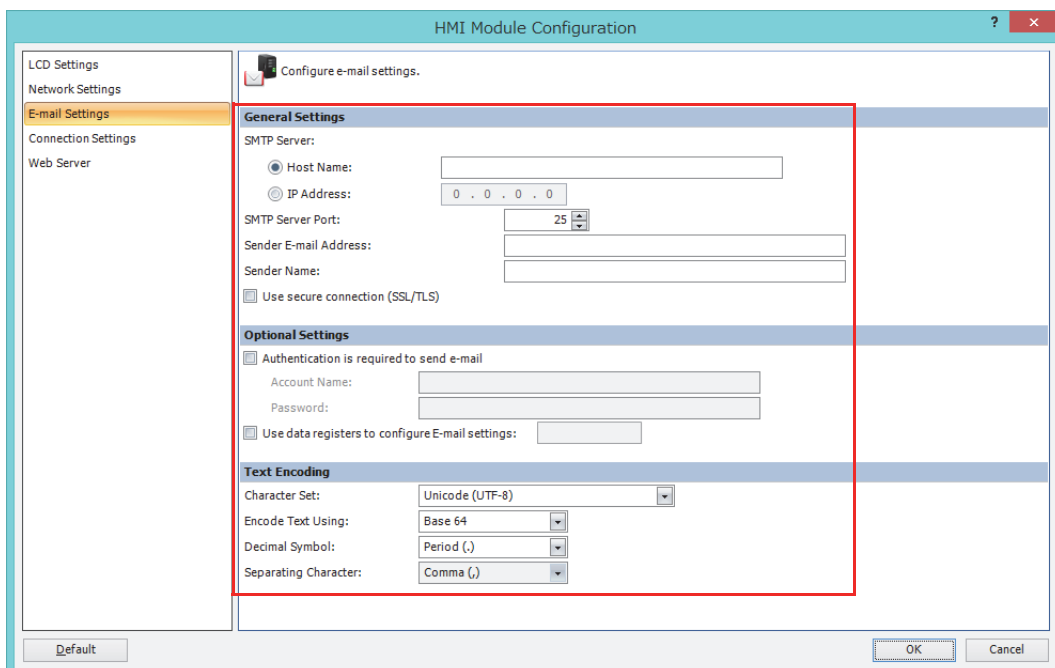 HMI Module Configuration
?
LCD Settings
Network Settings
E-mail Settings
Connection Settings
Web Server
Configure e-mail settings.
General Settings
SMTP Server:
Host Name:
IP Address: 0 . 0 . 0 . 0
SMTP Server Port: 25
Sender E-mail Address:
Sender Name:
Use secure connection (SSL/TLS)
Optional Settings
Authentication is required to send e-mail
Account Name:
Password:
Use data registers to configure E-mail settings:
Text Encoding
Character Set: Unicode (UTF-8)
Encode Text Using: Base 64
Decimal Symbol: Period (.)
Separating Character: Comma (,)
Default OK Cancel